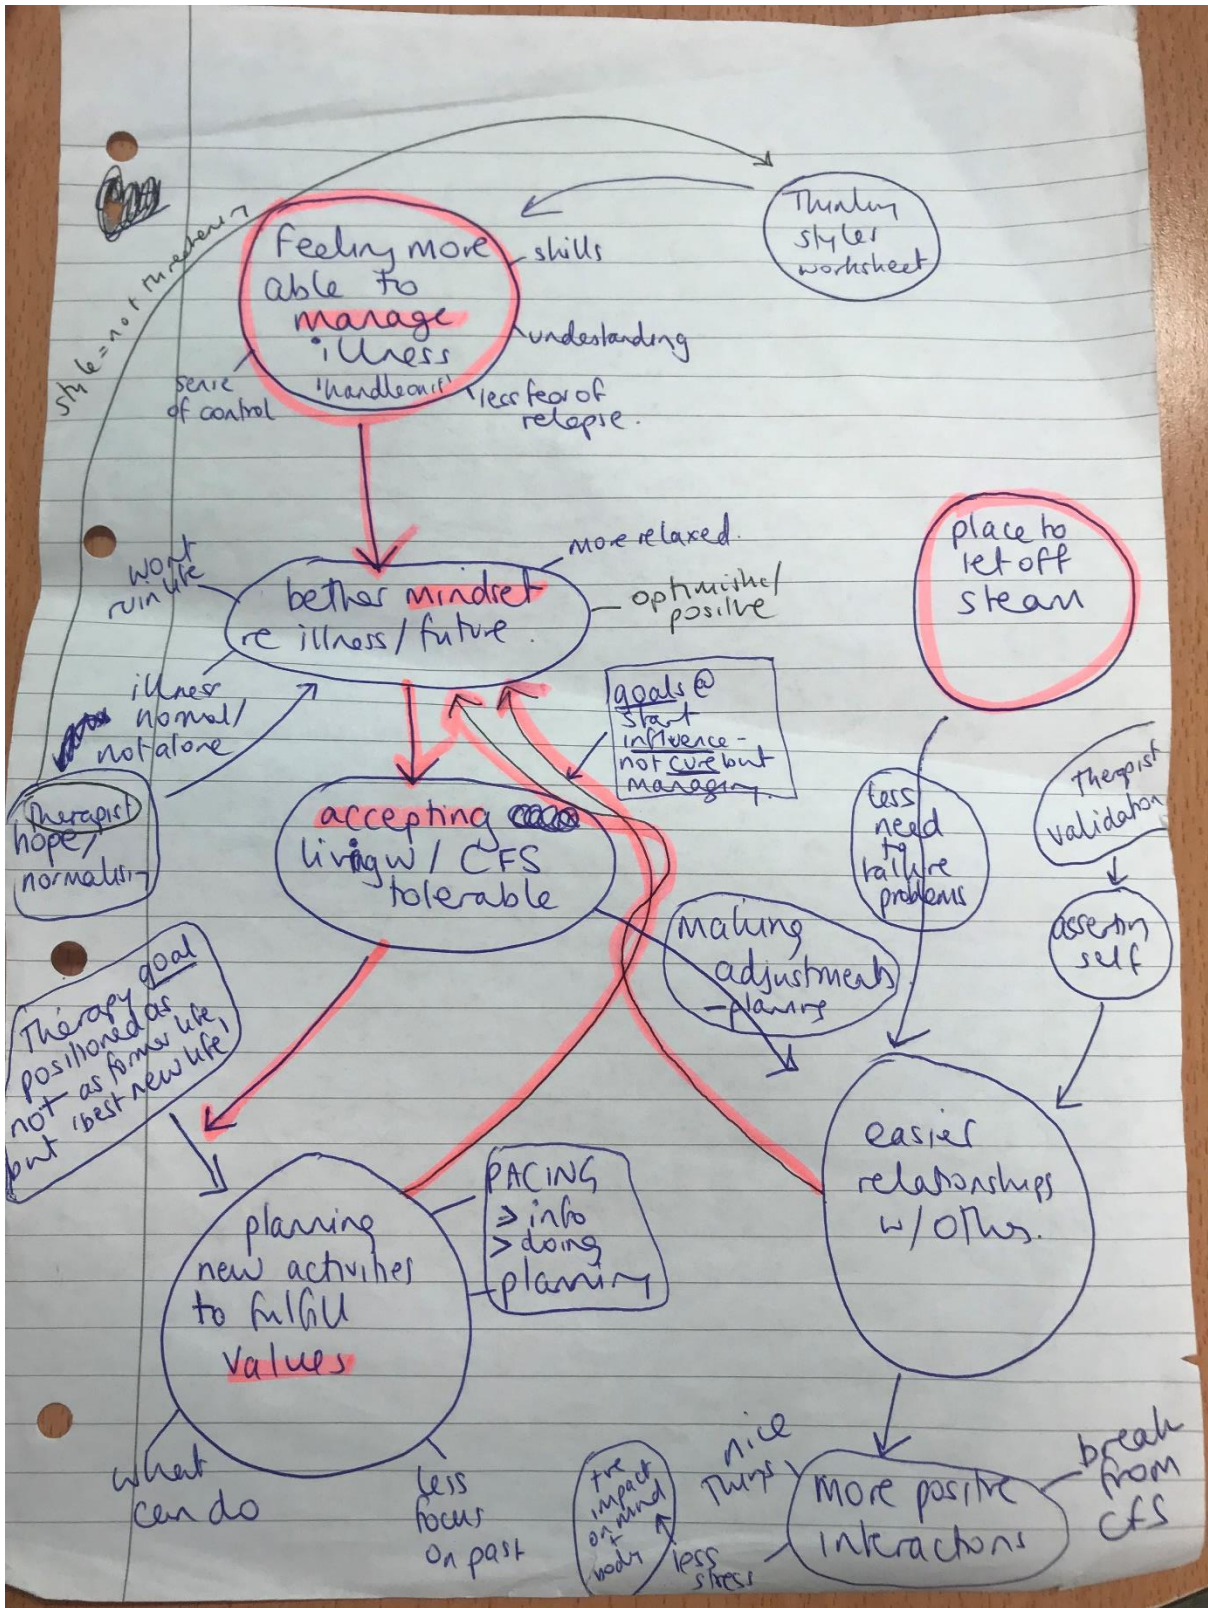 Thinking
styles
worksheet
style = not threatening
Feeling more
able to
manage
illness
'handle on it'
skills
understanding
less fear of
relapse.
sense
of control
more relaxed.
wont
ruin life
better mindset
re illness/future.
optimistic/
positive
place to
let off
steam
illness
normal/
not alone
goals @
start
influence -
not cure but
managing.
Therapist
hope/
normalising
accepting
living w/ CFS
tolerable
less
need
to
problems
Therapist
validation
asserting
self
making
adjustments
- planning
Therapy goal
positioned as
not as former life,
but 'best new life'
easier
relationships
w/ others.
PACING
> info
> doing
planning
planning
new activities
to fulfill
values
what
can do
less
focus
on past
+ve
impact
on mind
+
body
nice
things
less
stress
more positive
interactions
break
from
CFS